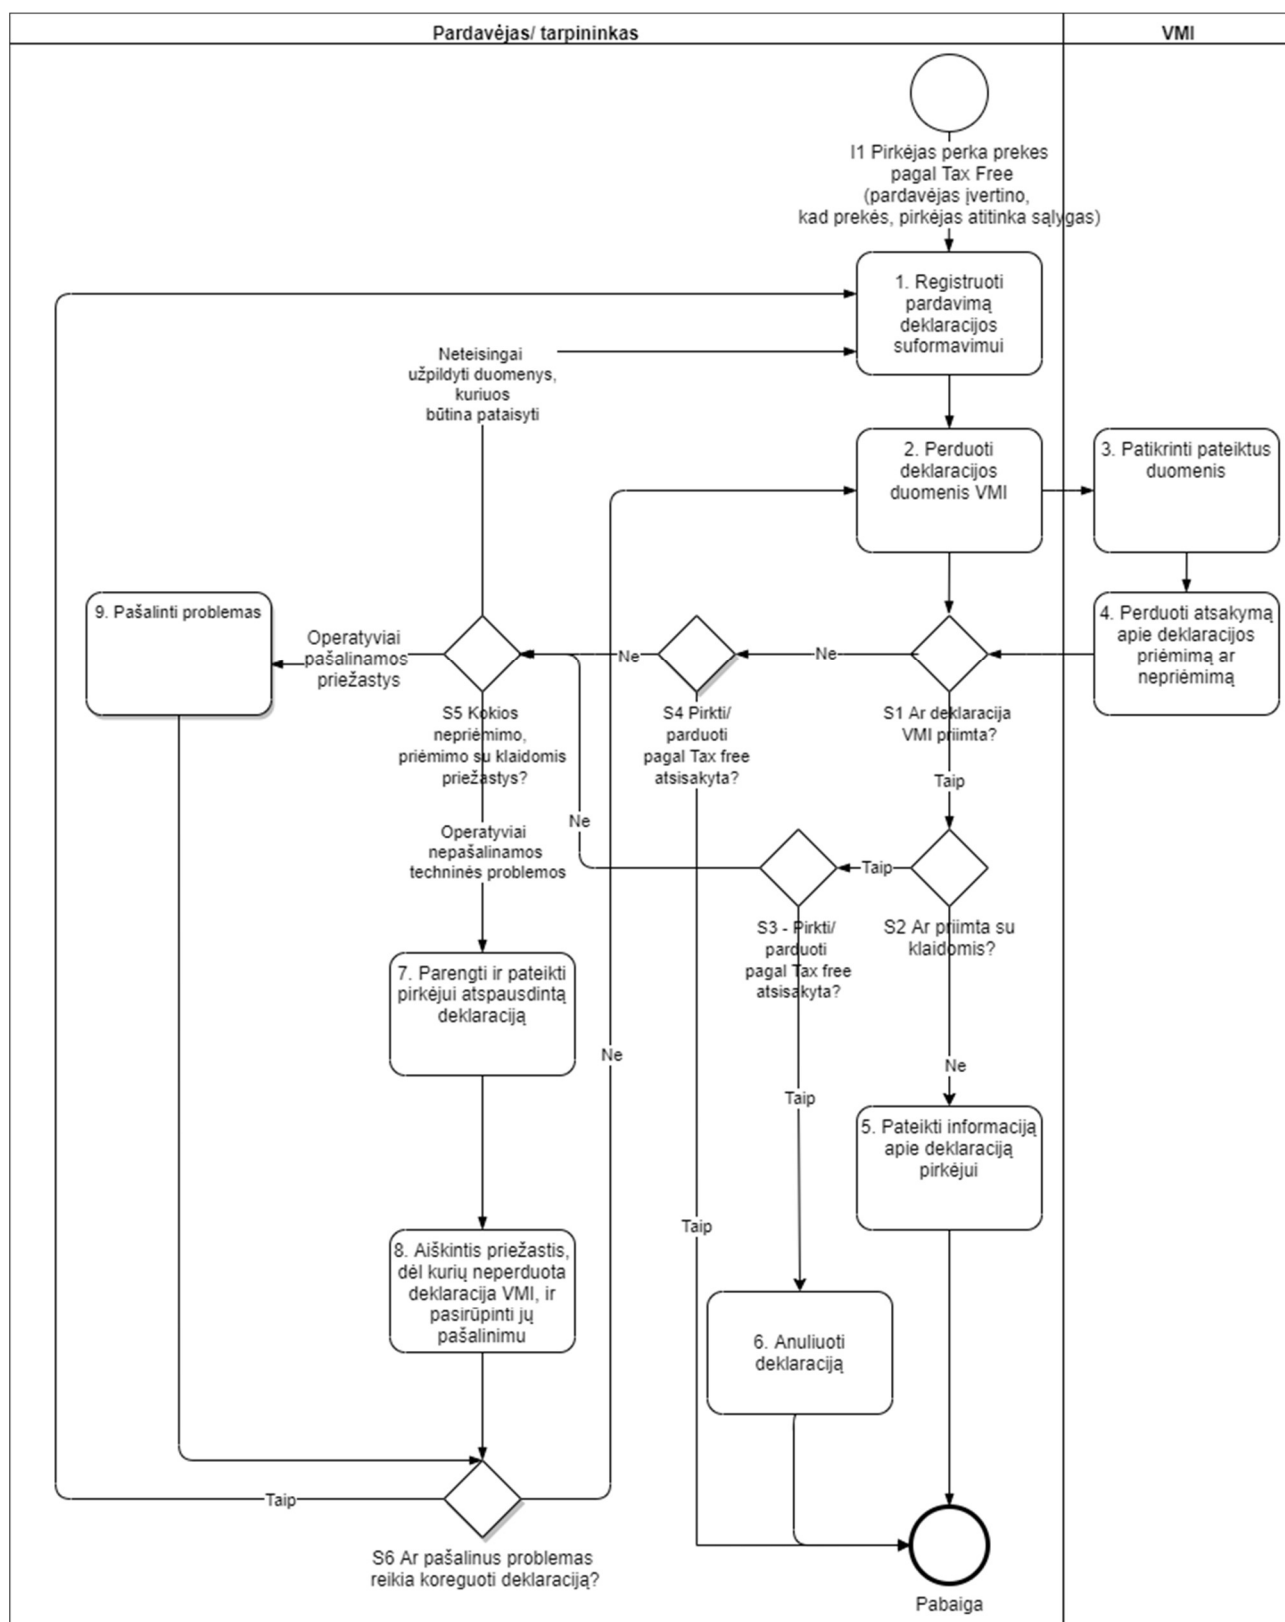 Pardavėjas/ tarpininkas
VMI
I1 Pirkėjas perka prekes
pagal Tax Free
(pardavėjas įvertino,
kad prekės, pirkėjas atitinka sąlygas)
1. Registruoti
pardavimą
deklaracijos
suformavimui
Neteisingai
užpildyti duomenys,
kuriuos
būtina pataisyti
2. Perduoti
deklaracijos
duomenis VMI
3. Patikrinti pateiktus
duomenis
9. Pašalinti problemas
Operatyviai
pašalinamos
priežastys
Ne
Ne
4. Perduoti atsakymą
apie deklaracijos
priėmimą ar
nepriėmimą
S5 Kokios
nepriėmimo,
priėmimo su klaidomis
priežastys?
S4 Pirkti/
parduoti
pagal Tax free
atsisakyta?
S1 Ar deklaracija
VMI priimta?
Taip
Ne
Operatyviai
nepašalinamos
techninės problemos
Taip
S3 - Pirkti/
parduoti
pagal Tax free
atsisakyta?
S2 Ar priimta su
klaidomis?
7. Parengti ir pateikti
pirkėjui atspausdintą
deklaraciją
Ne
Ne
Taip
5. Pateikti informaciją
apie deklaraciją
pirkėjui
Taip
8. Aiškintis priežastis,
dėl kurių neperduota
deklaracija VMI, ir
pasirūpinti jų
pašalinimu
6. Anuliuoti
deklaraciją
Taip
S6 Ar pašalinus problemas
reikia koreguoti deklaraciją?
Pabaiga